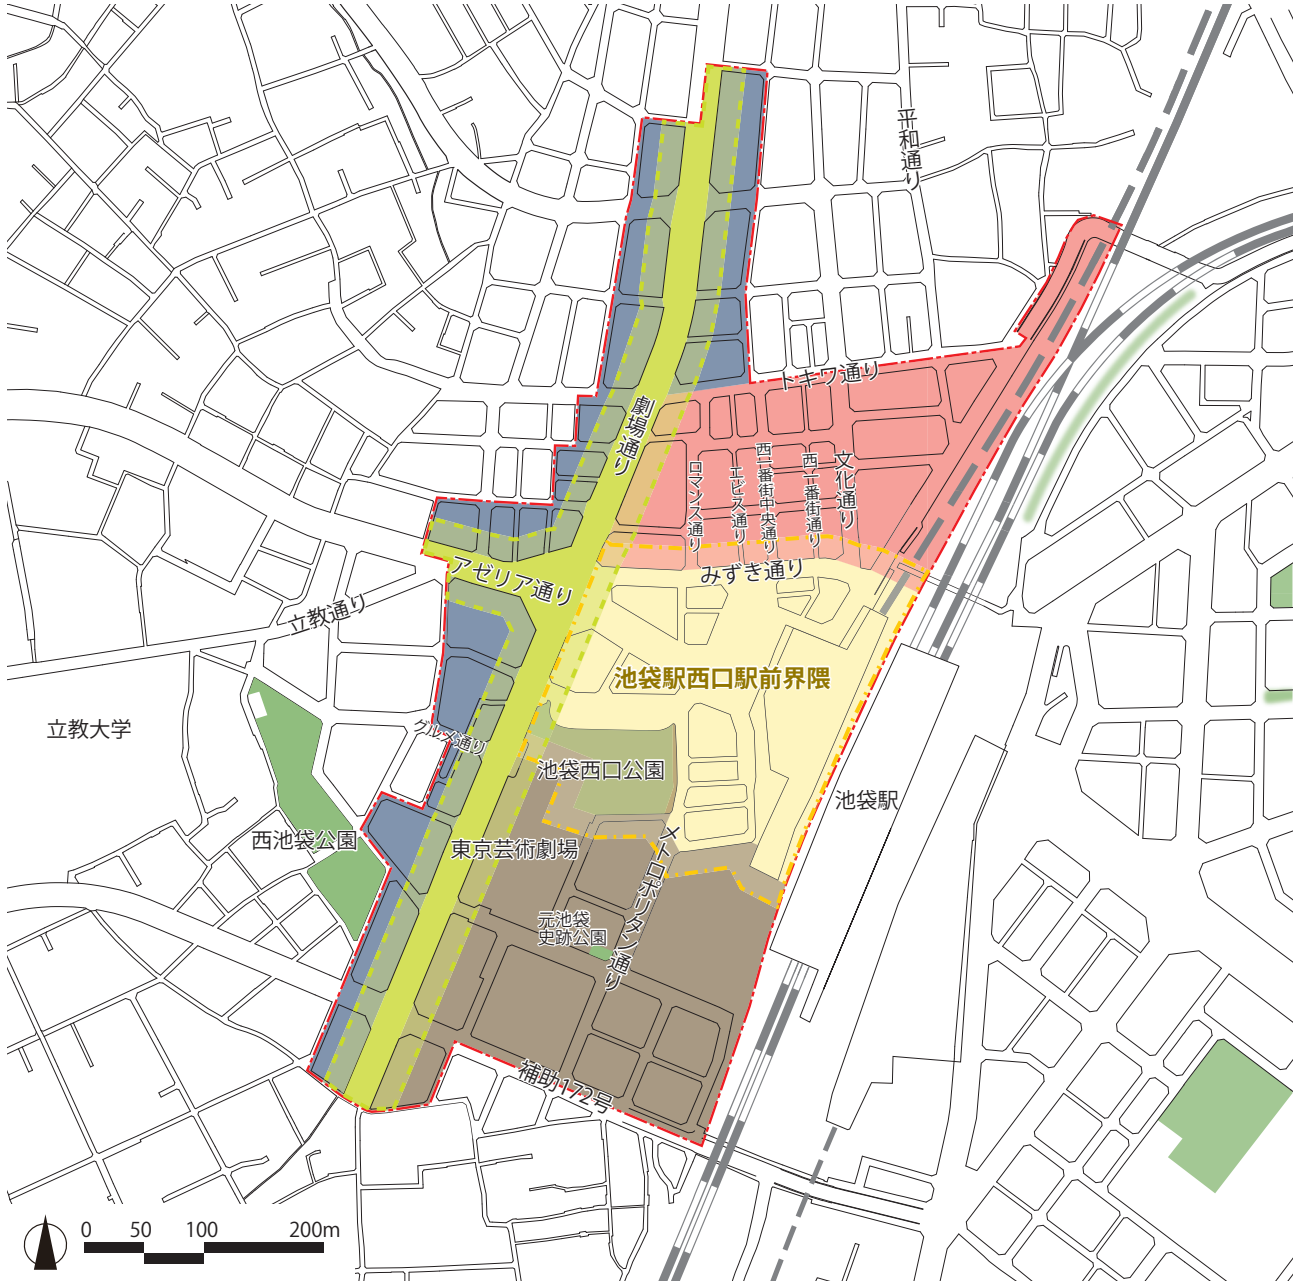 平和通り
トキワ通り
劇場通り
ロマンス通り
エビス通り
西一番街中央通り
西一番街通り
文化通り
みずき通り
アゼリア通り
立教通り
池袋駅西口駅前界隈
立教大学
グルメ通り
池袋西口公園
池袋駅
西池袋公園
東京芸術劇場
メトロポリタン通り
元池袋
史跡公園
補助172号
0 50 100 200m